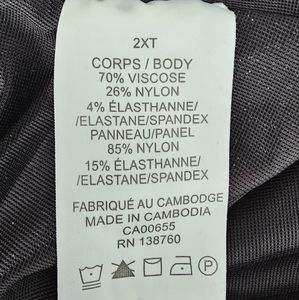 2XT
CORPS / BODY
70% VISCOSE
26% NYLON
4% ÉLASTHANNE/
/ELASTANE/SPANDEX
PANNEAU/PANEL
85% NYLON
15% ÉLASTHANNE/
/ELASTANE/SPANDEX
FABRIQUÉ AU CAMBODGE
MADE IN CAMBODIA
CA00655
RN 138760
P